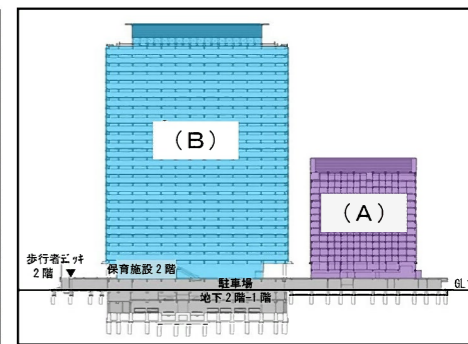 （B）
（A）
歩行者デッキ
2階
保育施設2階
駐車場
地下2階-1階
GL